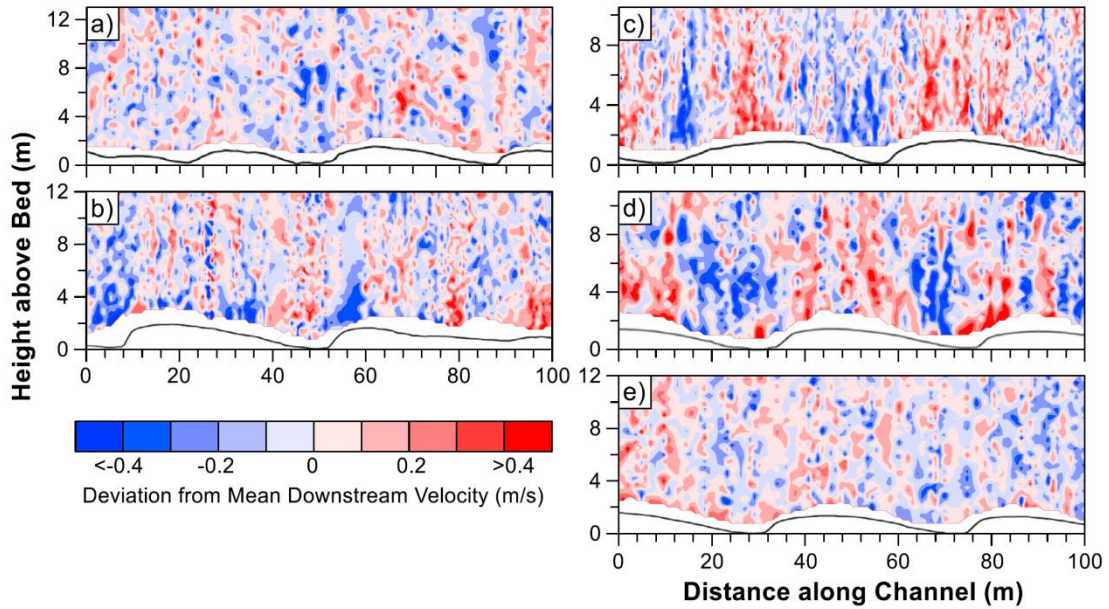 Height above Bed (m)
a)
12
8
4
0
b)
12
8
4
0
0 20 40 60 80 100
<-0.4 -0.2 0 0.2 >0.4
Deviation from Mean Downstream Velocity (m/s)
c)
8
4
0
d)
8
4
0
e)
12
8
4
0
0 20 40 60 80 100
Distance along Channel (m)